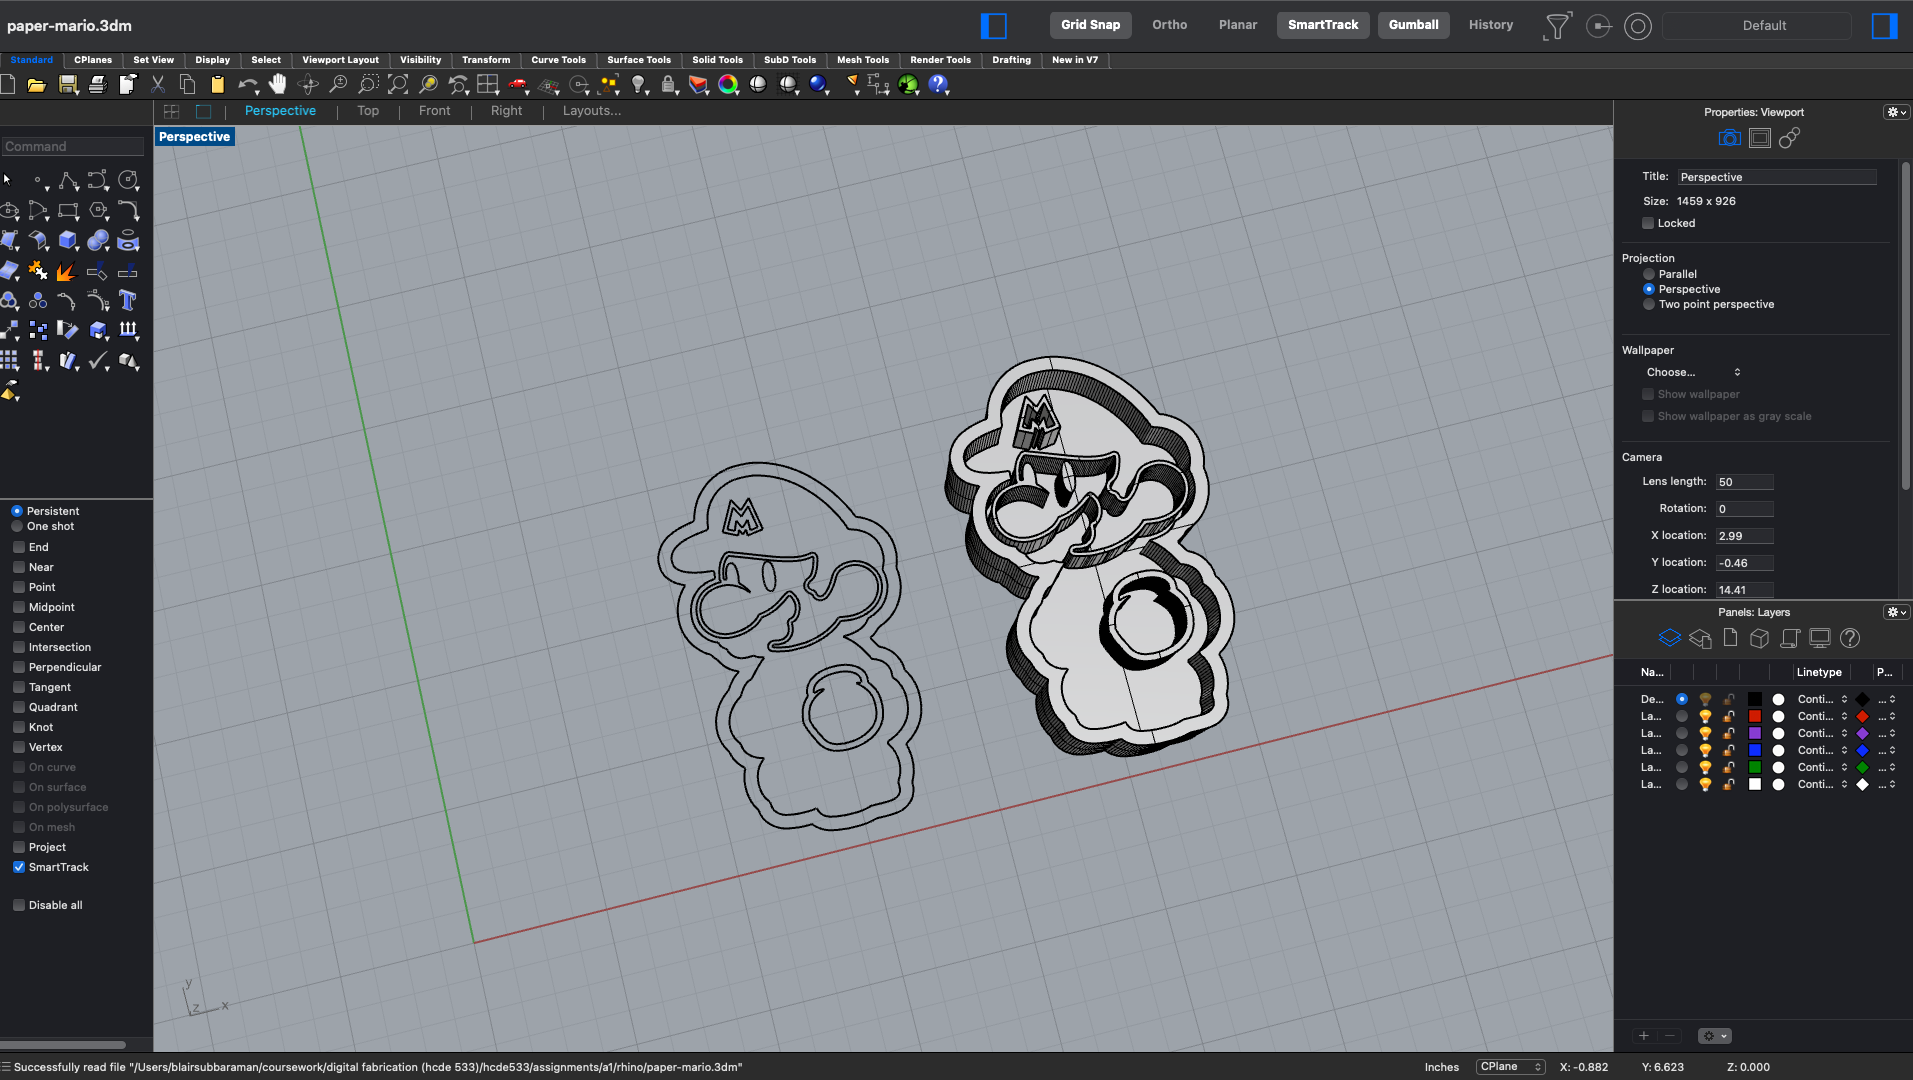 paper-mario.3dm
Grid Snap Ortho Planar SmartTrack Gumball History Default
Standard CPlanes Set View Display Select Viewport Layout Visibility Transform Curve Tools Surface Tools Solid Tools SubD Tools Mesh Tools Render Tools Drafting New in V7
Perspective Top Front Right Layouts...
Perspective
Command
Persistent
One shot
End
Near
Point
Midpoint
Center
Intersection
Perpendicular
Tangent
Quadrant
Knot
Vertex
On curve
On surface
On polysurface
On mesh
Project
SmartTrack
Disable all
M
M
y
z x
Properties: Viewport
Title: Perspective
Size: 1459 x 926
Locked
Projection
Parallel
Perspective
Two point perspective
Wallpaper
Choose...
Show wallpaper
Show wallpaper as gray scale
Camera
Lens length: 50
Rotation: 0
X location: 2.99
Y location: -0.46
Z location: 14.41
Panels: Layers
Na... Linetype P...
De... Conti... ...
La... Conti... ...
La... Conti... ...
La... Conti... ...
La... Conti... ...
La... Conti... ...
Successfully read file "/Users/blairsubbaraman/coursework/digital fabrication (hcde 533)/hcde533/assignments/a1/rhino/paper-mario.3dm"
Inches CPlane X: -0.882 Y: 6.623 Z: 0.000